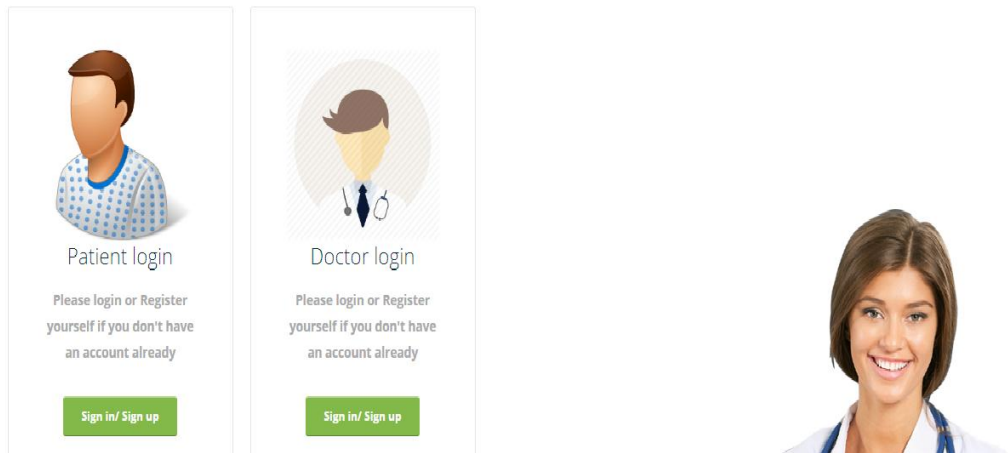 Patient login
Please login or Register
yourself if you don't have
an account already
Sign in/ Sign up
Doctor login
Please login or Register
yourself if you don't have
an account already
Sign in/ Sign up